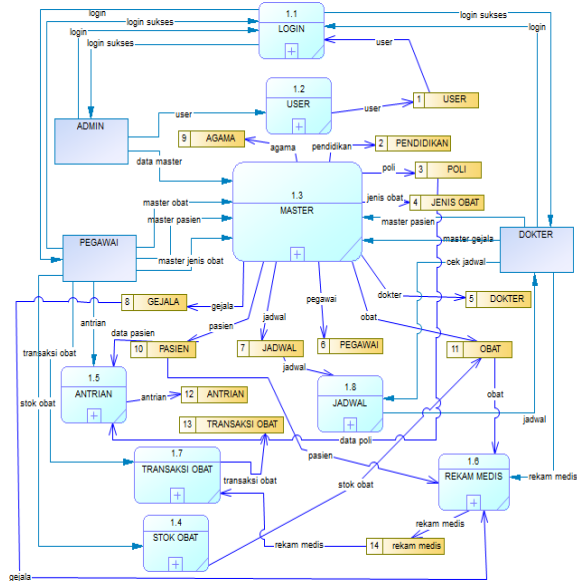 login
login sukses
login
login sukses
1.1
LOGIN
login sukses
login
user
1.2
USER
1 USER
user
user
ADMIN
9 AGAMA
agama
pendidikan
2 PENDIDIKAN
data master
poli
3 POLI
1.3
MASTER
jenis obat
4 JENIS OBAT
master obat
master pasien
master pasien
PEGAWAI
master jenis obat
master gejala
DOKTER
cek jadwal
8 GEJALA
gejala
pegawai
dokter
5 DOKTER
antrian
data pasien
pasien
jadwal
obat
10 PASIEN
7 JADWAL
6 PEGAWAI
11 OBAT
transaksi obat
jadwal
1.5
ANTRIAN
antrian
12 ANTRIAN
1.8
JADWAL
obat
stok obat
13 TRANSAKSI OBAT
data poli
jadwal
pasien
1.7
TRANSAKSI OBAT
transaksi obat
stok obat
1.6
REKAM MEDIS
rekam medis
1.4
STOK OBAT
rekam medis
rekam medis
14 rekam medis
gejala